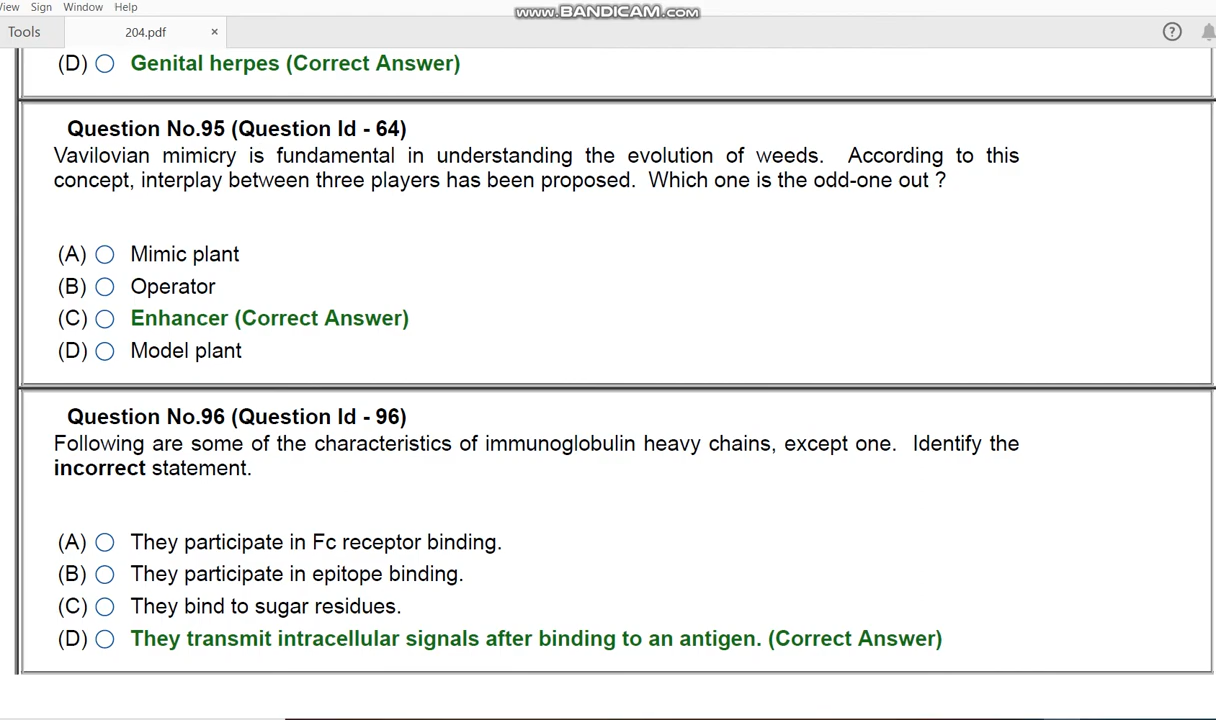 View Sign Window Help
www.BANDICAM.com
Tools 204.pdf × ?
(D) Genital herpes (Correct Answer)
Question No.95 (Question Id - 64)
Vavilovian mimicry is fundamental in understanding the evolution of weeds. According to this
concept, interplay between three players has been proposed. Which one is the odd-one out ?
(A) Mimic plant
(B) Operator
(C) Enhancer (Correct Answer)
(D) Model plant
Question No.96 (Question Id - 96)
Following are some of the characteristics of immunoglobulin heavy chains, except one. Identify the
incorrect statement.
(A) They participate in Fc receptor binding.
(B) They participate in epitope binding.
(C) They bind to sugar residues.
(D) They transmit intracellular signals after binding to an antigen. (Correct Answer)